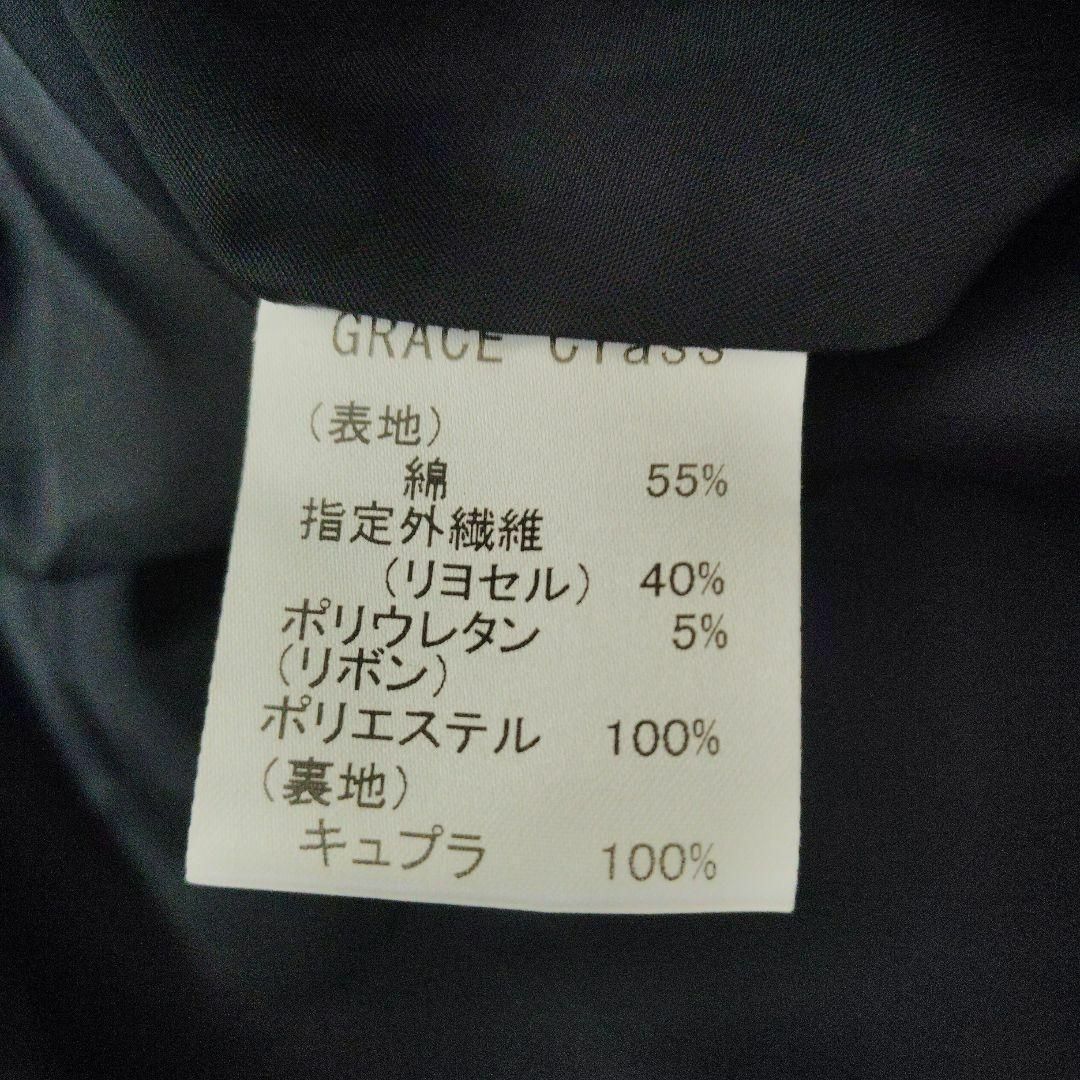 GRACE Class
(表地)
綿 55%
指定外繊維
(リヨセル) 40%
ポリウレタン 5%
(リボン)
ポリエステル 100%
(裏地)
キュプラ 100%